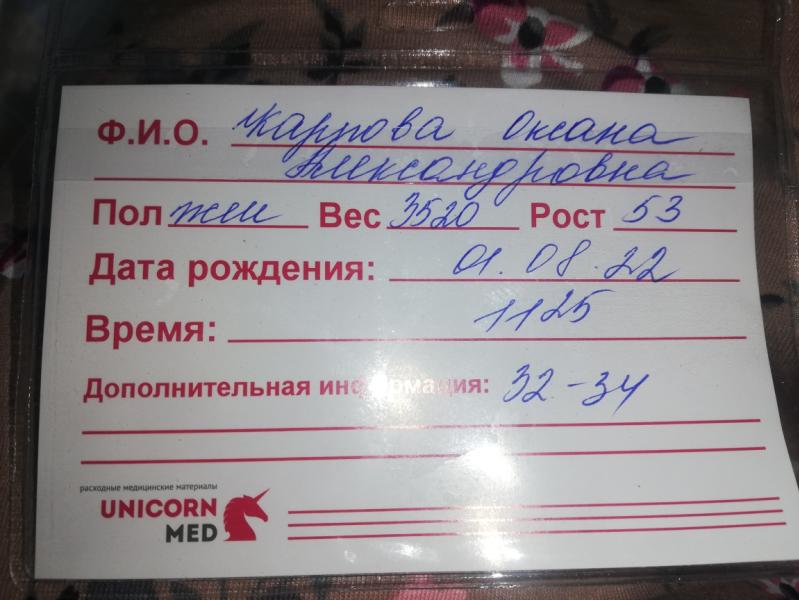 Ф.И.О. Карпова Оксана
Александровна
Пол жен Вес 3520 Рост 53
Дата рождения: 01.08.22
Время: 1125
Дополнительная информация: 32-34
расходные медицинские материалы
UNICORN
MED